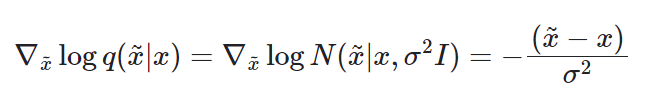 ∇_x̃ log q(x̃|x) = ∇_x̃ log N(x̃|x, σ²I) = −(x̃ − x)/σ²